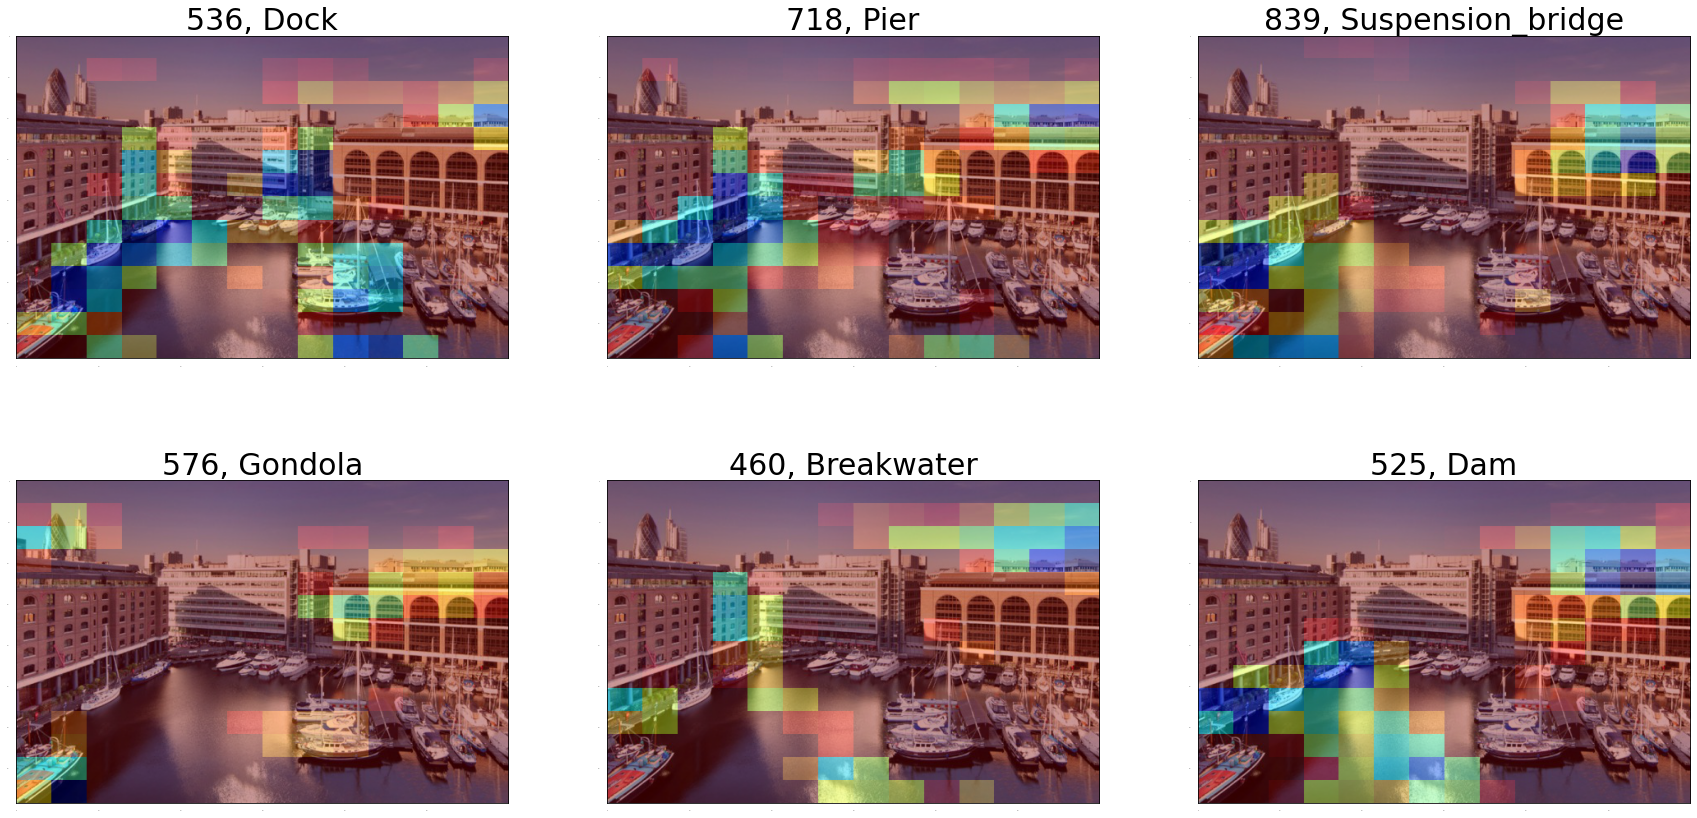 536, Dock
718, Pier
839, Suspension_bridge
576, Gondola
460, Breakwater
525, Dam